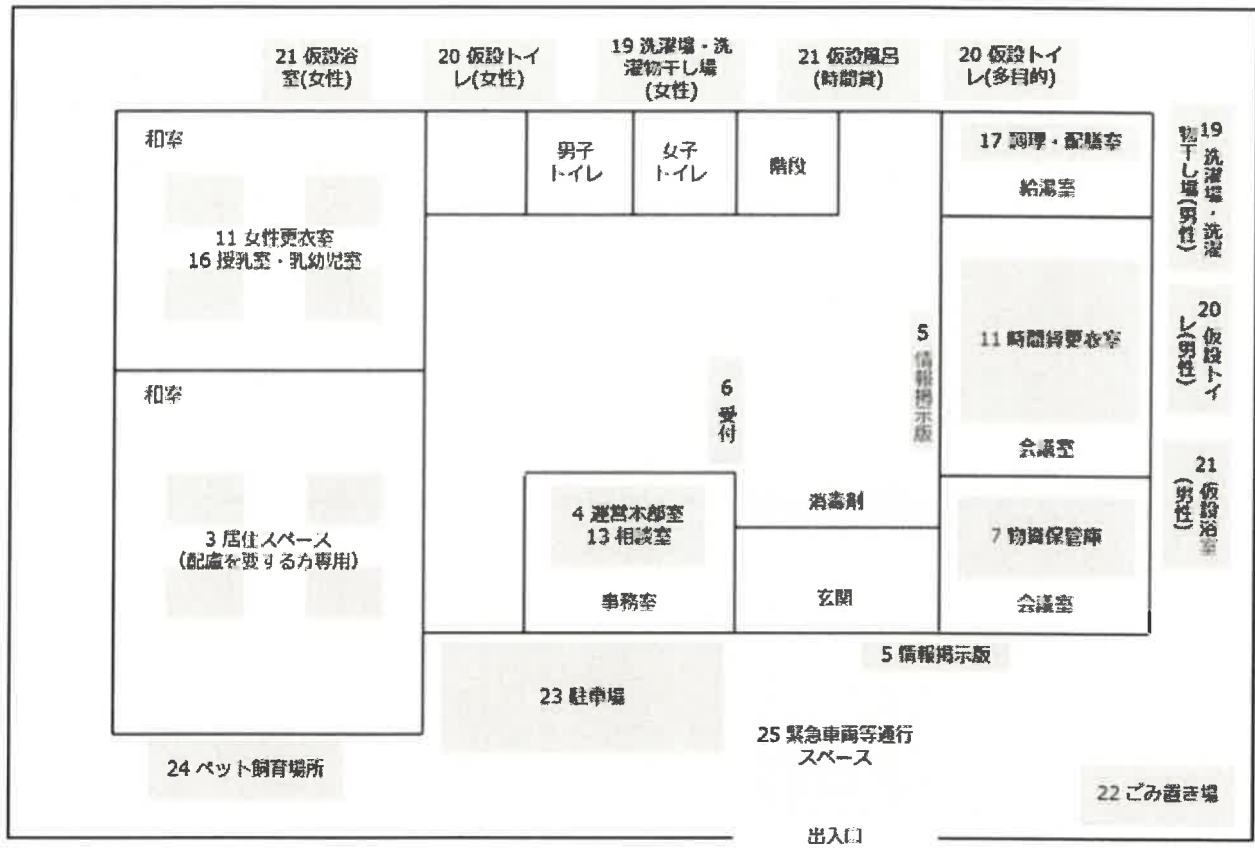 21 仮設浴
室(女性)
20 仮設トイ
レ(女性)
19 洗濯場・洗
濯物干し場
(女性)
21 仮設風呂
(時間貸)
20 仮設トイ
レ(多目的)
和室
11 女性更衣室
16 授乳室・乳幼児室
男子
トイレ
女子
トイレ
階段
17 調理・配膳室
給湯室
19 洗濯場・洗濯
物干し場(男性)
11 時間貸更衣室
会議室
20 仮設トイ
レ(男性)
5 情報掲示版
6 受付
和室
3 居住スペース
(配慮を要する方専用)
4 運営本部室
13 相談室
事務室
消毒剤
玄関
7 物資保管庫
会議室
21 仮設浴室
(男性)
5 情報掲示版
23 駐車場
25 緊急車両等通行
スペース
24 ペット飼育場所
22 ごみ置き場
出入口